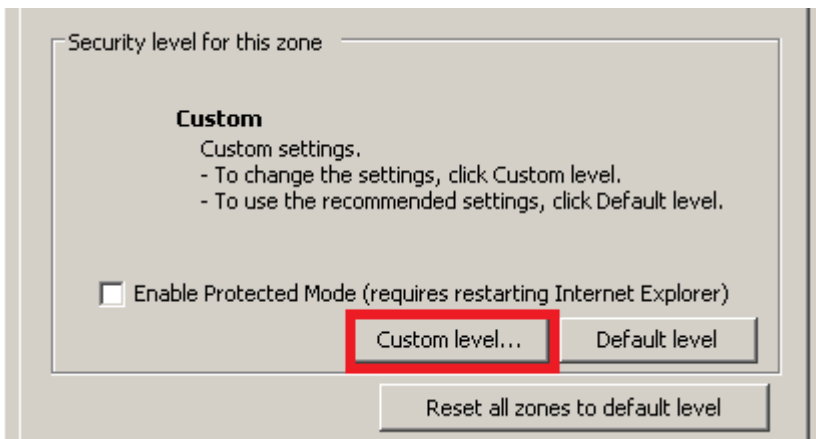 Security level for this zone
Custom
Custom settings.
- To change the settings, click Custom level.
- To use the recommended settings, click Default level.
Enable Protected Mode (requires restarting Internet Explorer)
Custom level...
Default level
Reset all zones to default level